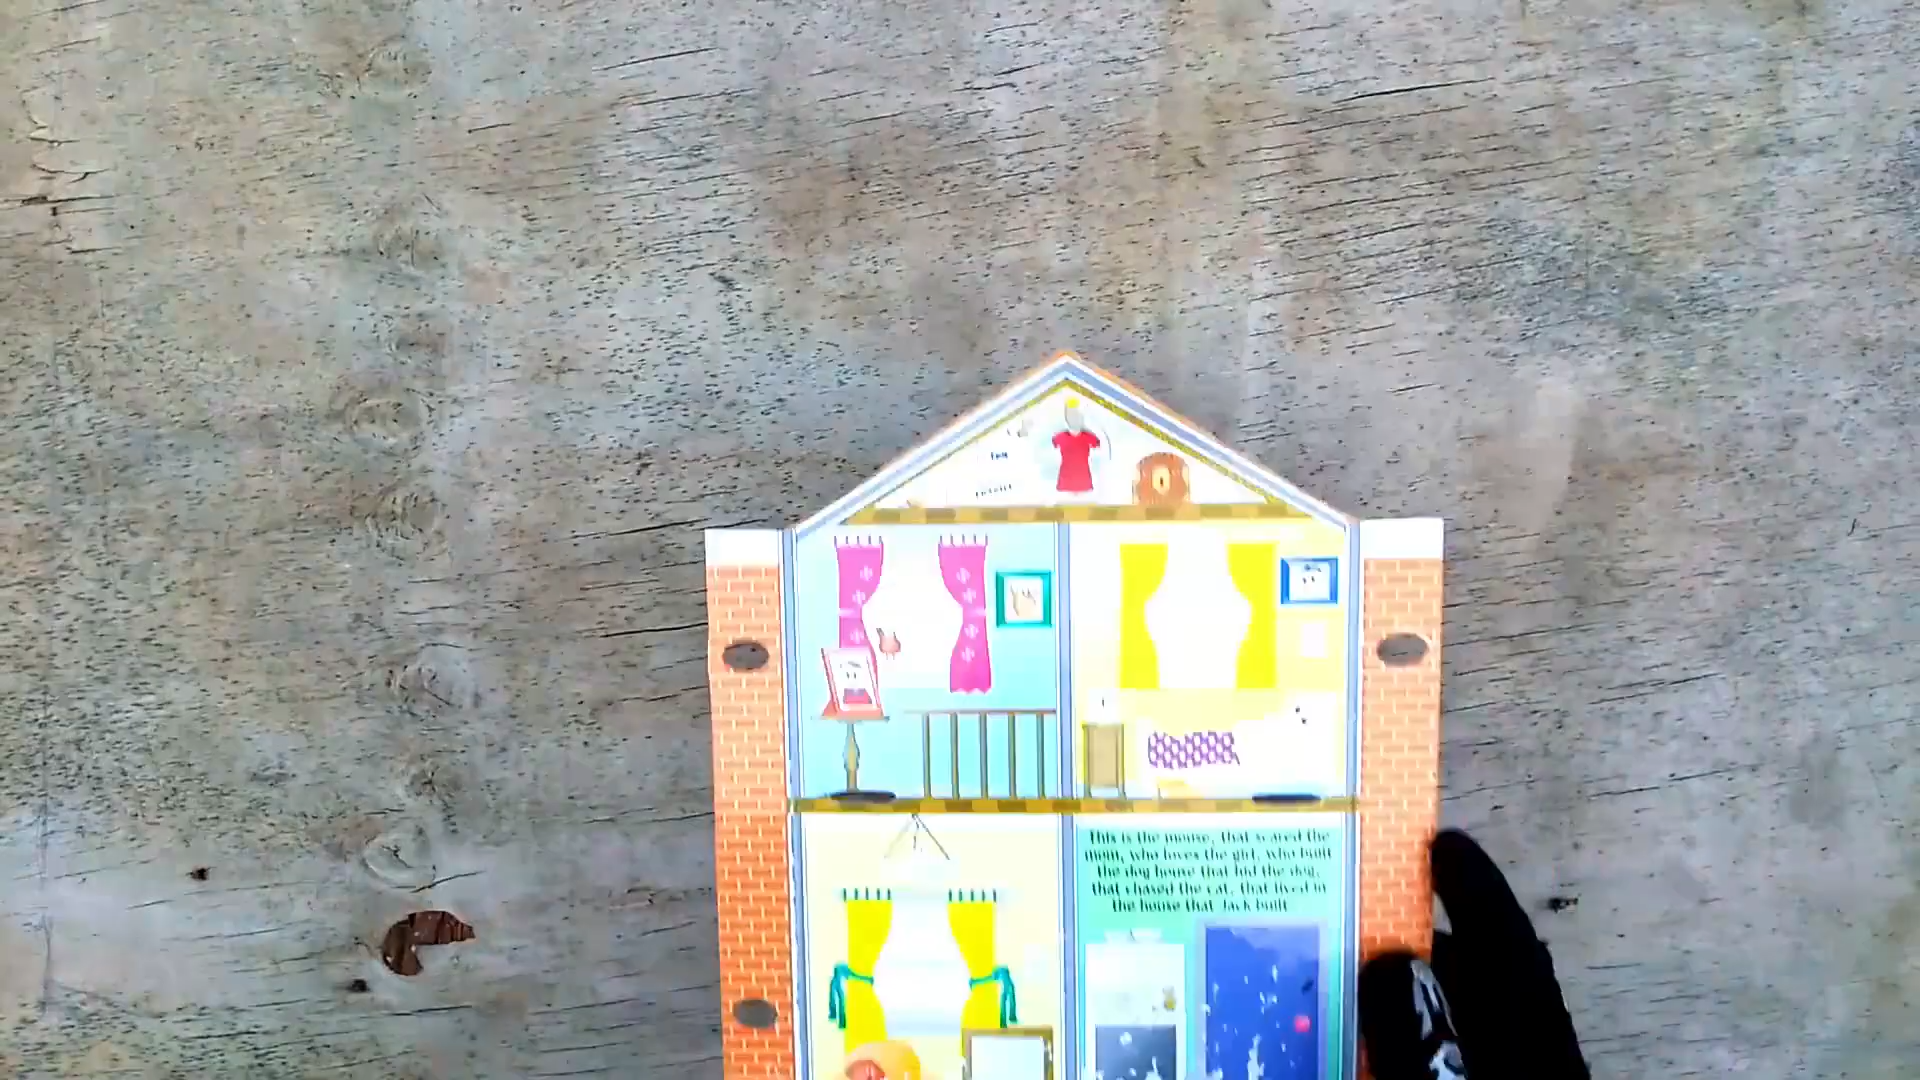 This is the mouse, that scared the
mom, who loves the girl, who built
the dog house that hid the dog,
that chased the cat, that lived in
the house that Jack built